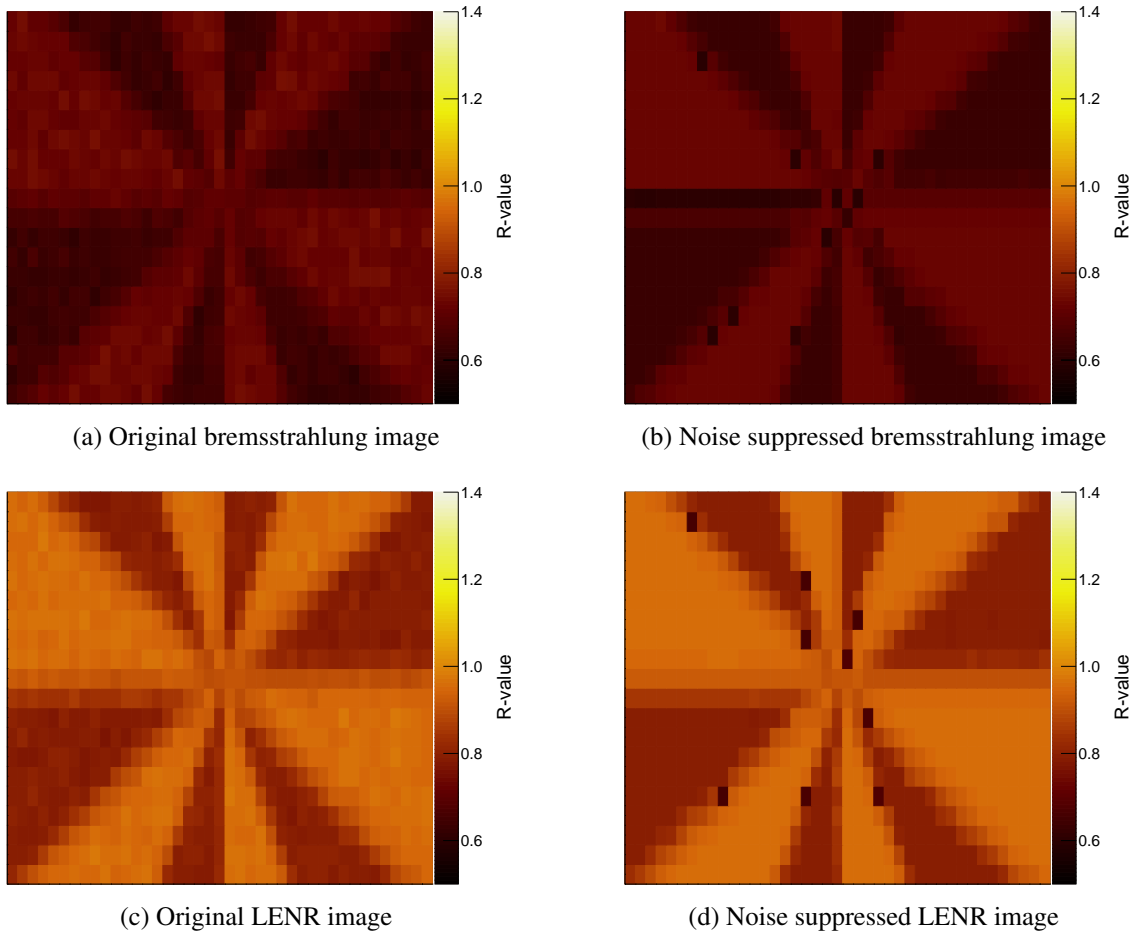 1.4
1.2
1.0
0.8
0.6
R-value
(a) Original bremsstrahlung image
1.4
1.2
1.0
0.8
0.6
R-value
(b) Noise suppressed bremsstrahlung image
1.4
1.2
1.0
0.8
0.6
R-value
(c) Original LENR image
1.4
1.2
1.0
0.8
0.6
R-value
(d) Noise suppressed LENR image